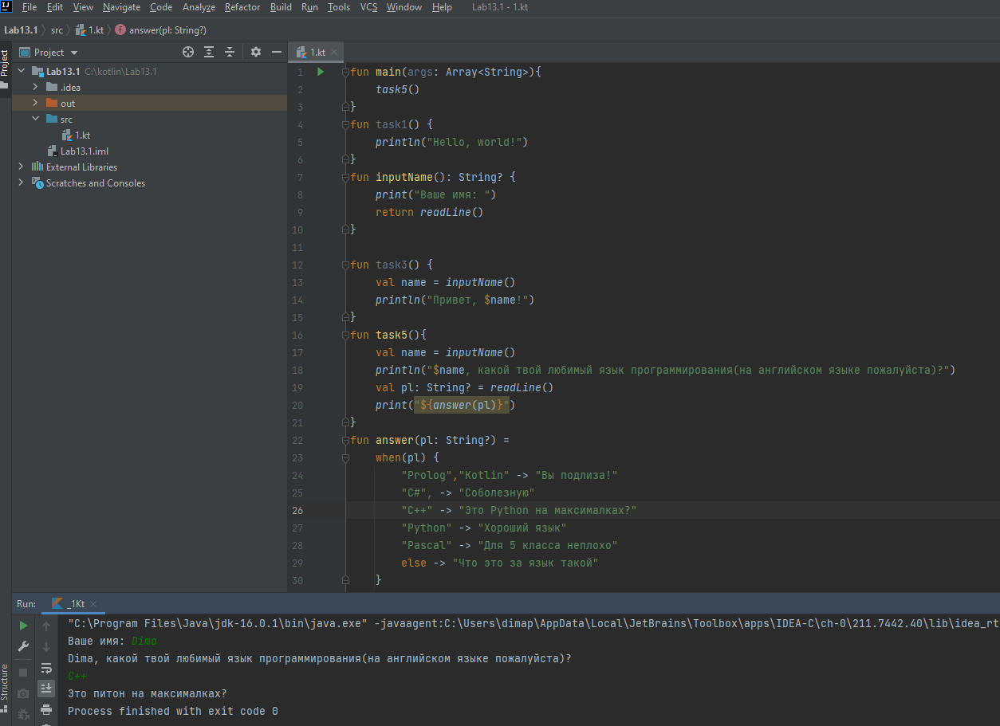 File Edit View Navigate Code Analyze Refactor Build Run Tools VCS Window Help Lab13.1 - 1.kt
Lab13.1 src 1.kt answer(pl: String?)
Project
Project
1.kt
Lab13.1 C:\kotlin\Lab13.1
.idea
out
src
1.kt
Lab13.1.iml
External Libraries
Scratches and Consoles
1 fun main(args: Array<String>){
2 task5()
3 }
4 fun task1() {
5 println("Hello, world!")
6 }
7 fun inputName(): String? {
8 print("Ваше имя: ")
9 return readLine()
10 }
11
12 fun task3() {
13 val name = inputName()
14 println("Привет, $name!")
15 }
16 fun task5(){
17 val name = inputName()
18 println("$name, какой твой любимый язык программирования(на английском языке пожалуйста)?")
19 val pl: String? = readLine()
20 print("${answer(pl)}")
21 }
22 fun answer(pl: String?) =
23 when(pl) {
24 "Prolog","Kotlin" -> "Вы подлиза!"
25 "C#", -> "Соболезную"
26 "C++" -> "Это Python на максималках?"
27 "Python" -> "Хороший язык"
28 "Pascal" -> "Для 5 класса неплохо"
29 else -> "Что это за язык такой"
30 }
Run: _1Kt
"C:\Program Files\Java\jdk-16.0.1\bin\java.exe" -javaagent:C:\Users\dimap\AppData\Local\JetBrains\Toolbox\apps\IDEA-C\ch-0\211.7442.40\lib\idea_rt
Ваше имя: Dima
Dima, какой твой любимый язык программирования(на английском языке пожалуйста)?
C++
Это питон на максималках?
Process finished with exit code 0
Structure